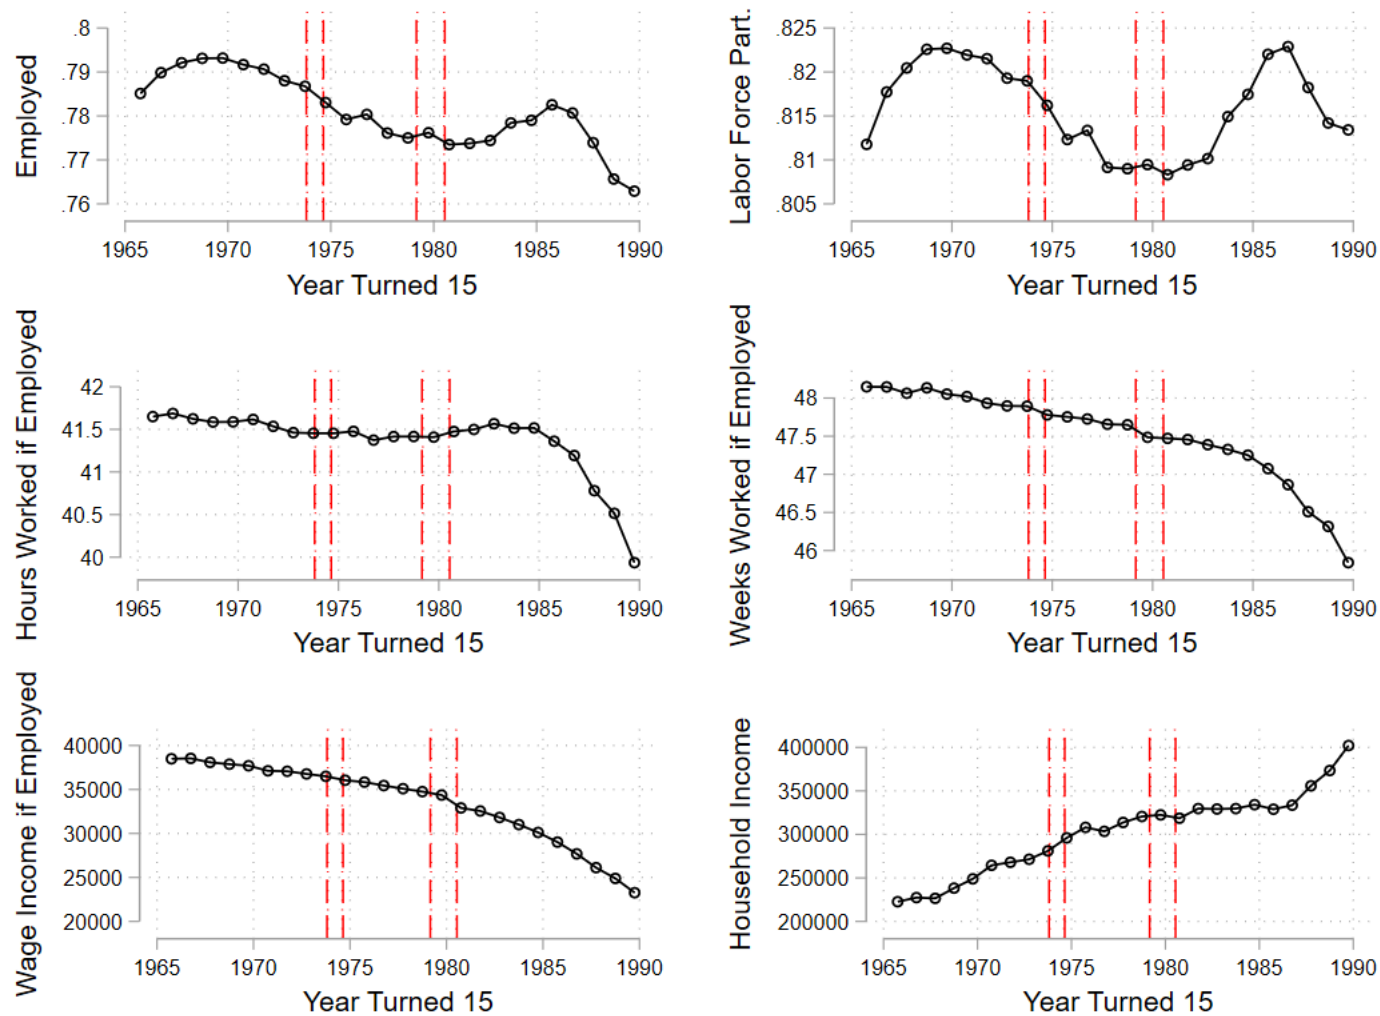 Employed
.8
.79
.78
.77
.76
1965 1970 1975 1980 1985 1990
Year Turned 15
Labor Force Part.
.825
.82
.815
.81
.805
1965 1970 1975 1980 1985 1990
Year Turned 15
Hours Worked if Employed
42
41.5
41
40.5
40
1965 1970 1975 1980 1985 1990
Year Turned 15
Weeks Worked if Employed
48
47.5
47
46.5
46
1965 1970 1975 1980 1985 1990
Year Turned 15
Wage Income if Employed
40000
35000
30000
25000
20000
1965 1970 1975 1980 1985 1990
Year Turned 15
Household Income
400000
350000
300000
250000
200000
1965 1970 1975 1980 1985 1990
Year Turned 15